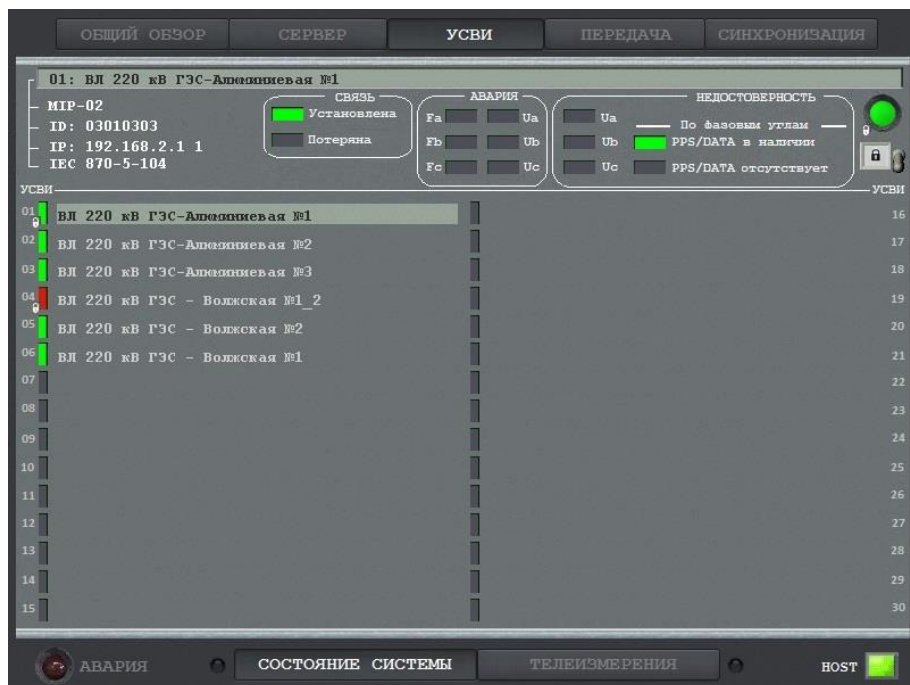 ОБЩИЙ ОБЗОР СЕРВЕР УСВИ ПЕРЕДАЧА СИНХРОНИЗАЦИЯ
01: ВЛ 220 кВ ГЭС-Алюминиевая №1
MIP-02
ID: 03010303
IP: 192.168.2.1 1
IEC 870-5-104
СВЯЗЬ
Установлена
Потеряна
АВАРИЯ
Fa Ua
Fb Ub
Fc Uc
НЕДОСТОВЕРНОСТЬ
Ua По фазовым углам
Ub PPS/DATA в наличии
Uc PPS/DATA отсутствует
УСВИ УСВИ
01 ВЛ 220 кВ ГЭС-Алюминиевая №1 16
02 ВЛ 220 кВ ГЭС-Алюминиевая №2 17
03 ВЛ 220 кВ ГЭС-Алюминиевая №3 18
04 ВЛ 220 кВ ГЭС - Волжская №1_2 19
05 ВЛ 220 кВ ГЭС - Волжская №2 20
06 ВЛ 220 кВ ГЭС - Волжская №1 21
07 22
08 23
09 24
10 25
11 26
12 27
13 28
14 29
15 30
АВАРИЯ СОСТОЯНИЕ СИСТЕМЫ ТЕЛЕИЗМЕРЕНИЯ HOST